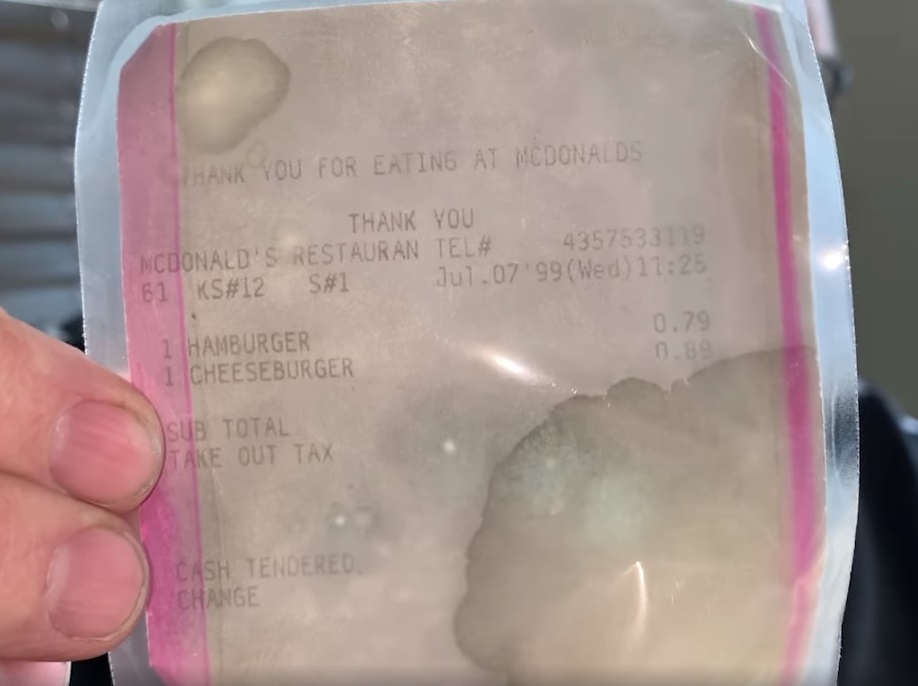 THANK YOU FOR EATING AT MCDONALDS
THANK YOU
MCDONALD'S RESTAURAN TEL# 4357533119
61 KS#12 S#1 Jul.07'99(Wed)11:25
1 HAMBURGER 0.79
1 CHEESEBURGER 0.89
SUB TOTAL
TAKE OUT TAX
CASH TENDERED.
CHANGE